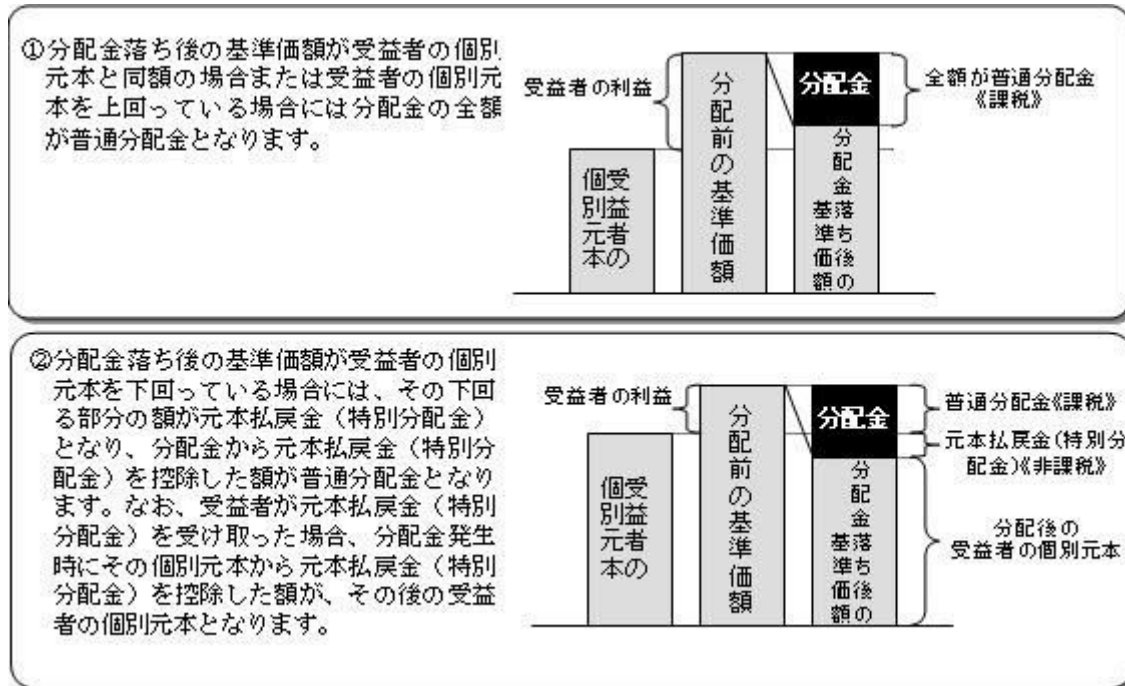 ①分配金落ち後の基準価額が受益者の個別
元本と同額の場合または受益者の個別元
本を上回っている場合には分配金の全額
が普通分配金となります。
受益者の利益
受益者の
個別元本
分配前の基準価額
分配金
分配金落ち後の
基準価額
全額が普通分配金
《課税》
②分配金落ち後の基準価額が受益者の個別
元本を下回っている場合には、その下回
る部分の額が元本払戻金（特別分配金）
となり、分配金から元本払戻金（特別分
配金）を控除した額が普通分配金となり
ます。なお、受益者が元本払戻金（特別
分配金）を受け取った場合、分配金発生
時にその個別元本から元本払戻金（特別
分配金）を控除した額が、その後の受益
者の個別元本となります。
受益者の利益
受益者の
個別元本
分配前の基準価額
分配金
分配金落ち後の
基準価額
普通分配金《課税》
元本払戻金(特別分
配金)《非課税》
分配後の
受益者の個別元本